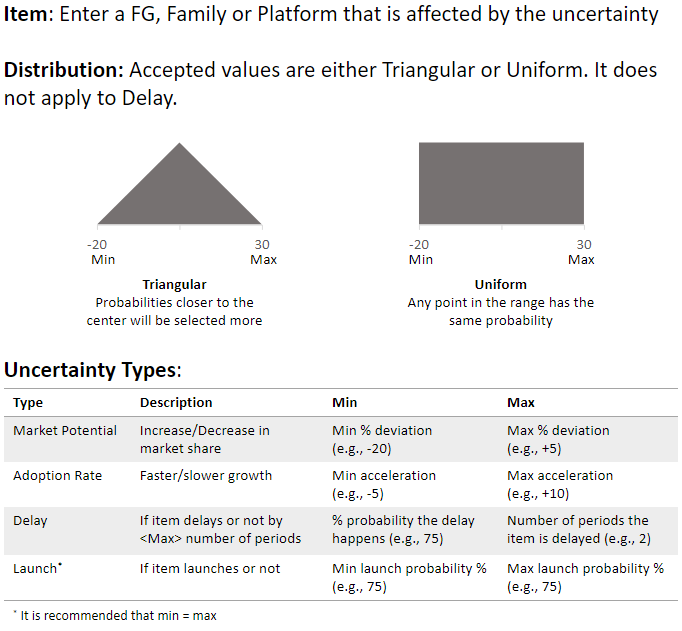 Item: Enter a FG, Family or Platform that is affected by the uncertainty
Distribution: Accepted values are either Triangular or Uniform. It does
not apply to Delay.
-20 30
Min Max
Triangular
Probabilities closer to the
center will be selected more
-20 30
Min Max
Uniform
Any point in the range has the
same probability
Uncertainty Types:
Type Description Min Max
Market Potential Increase/Decrease in Min % deviation Max % deviation
market share (e.g., -20) (e.g., +5)
Adoption Rate Faster/slower growth Min acceleration Max acceleration
(e.g., -5) (e.g., +10)
Delay If item delays or not by % probability the delay Number of periods the
<Max> number of periods happens (e.g., 75) item is delayed (e.g., 2)
Launch* If item launches or not Min launch probability % Max launch probability %
(e.g., 75) (e.g., 75)
* It is recommended that min = max